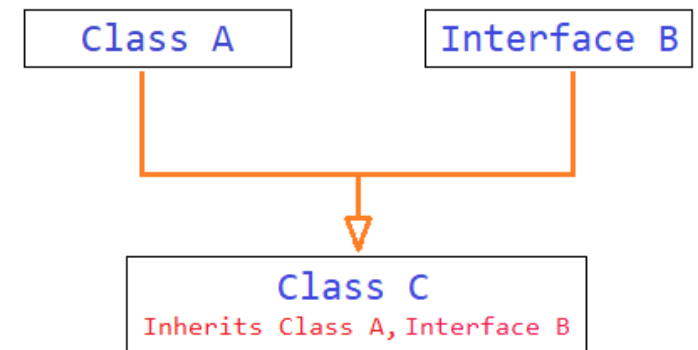 Class A
Interface B
Class C
Inherits Class A, Interface B